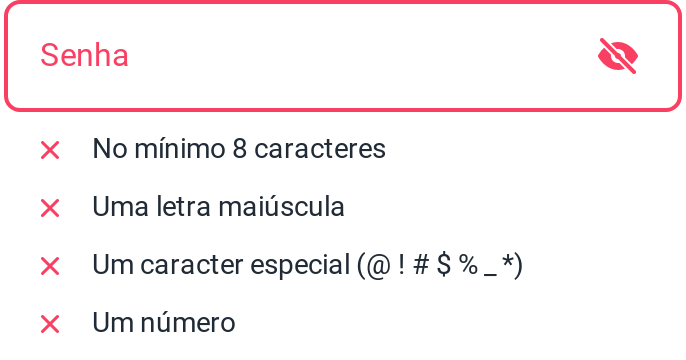 Senha
No mínimo 8 caracteres
Uma letra maiúscula
Um caracter especial (@ ! # $ % _ *)
Um número